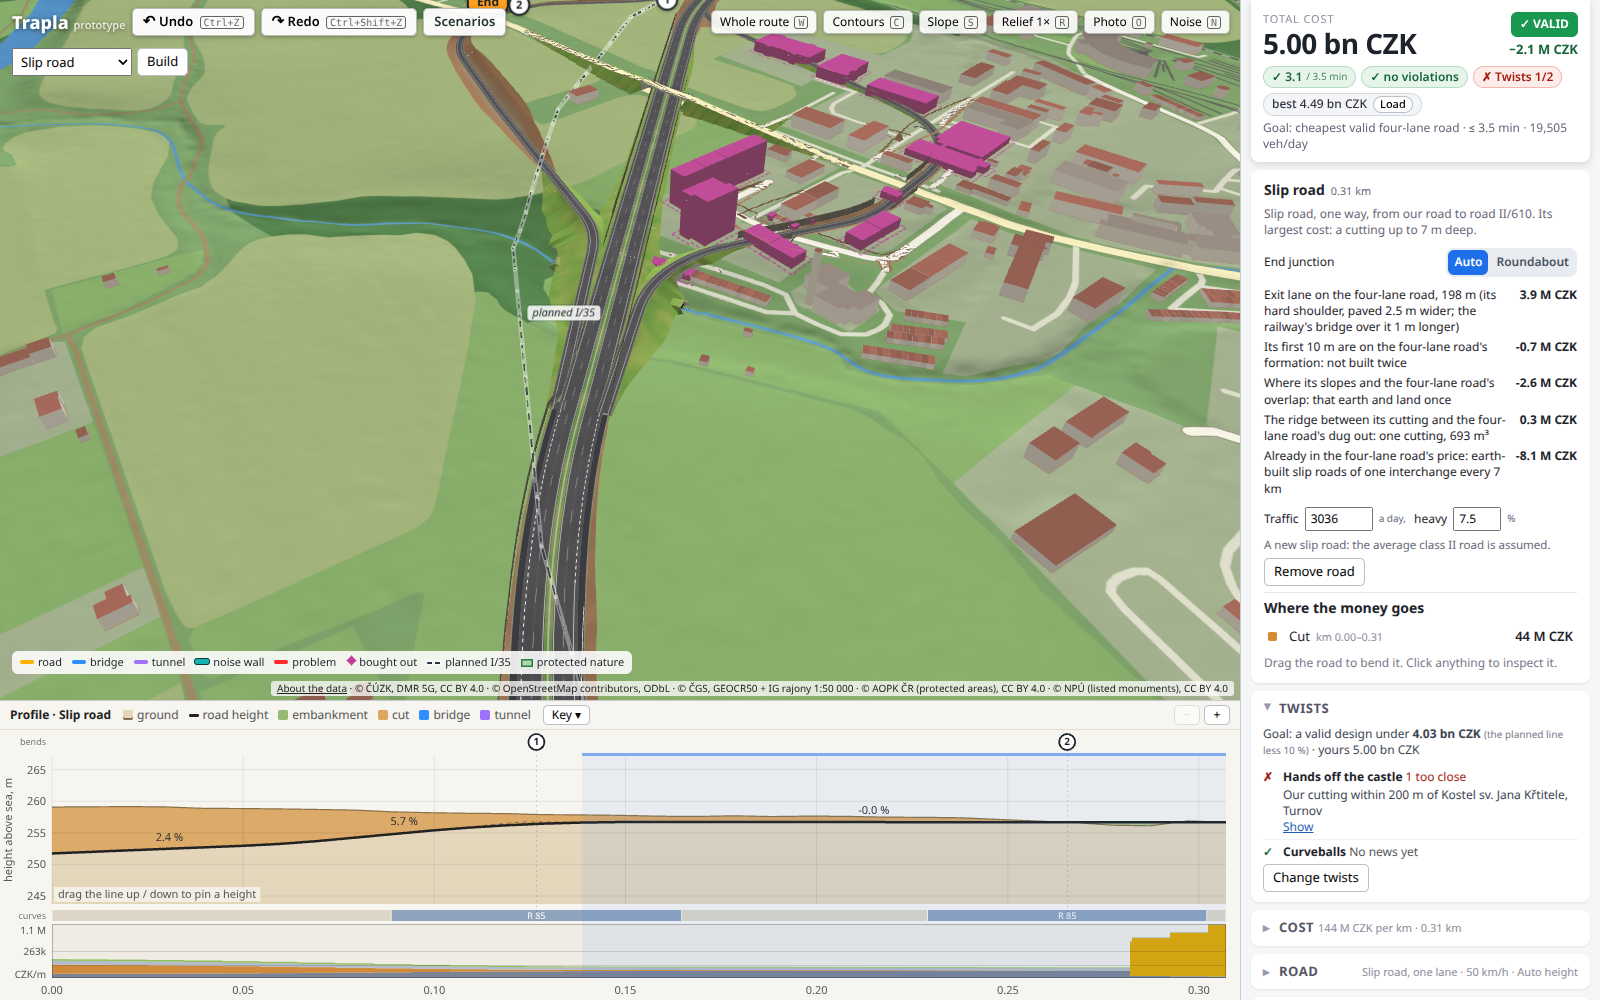 Trapla prototype
↶ Undo Ctrl+Z
↷ Redo Ctrl+Shift+Z
Scenarios
End
2
1
Whole route W
Contours C
Slope S
Relief 1× R
Photo O
Noise N
Slip road
Build
planned I/35
road
bridge
tunnel
noise wall
problem
bought out
planned I/35
protected nature
About the data · © ČÚZK, DMR 5G, CC BY 4.0 · © OpenStreetMap contributors, ODbL · © ČGS, GEOCR50 + IG rajony 1:50 000 · © AOPK ČR (protected areas), CC BY 4.0 · © NPÚ (listed monuments), CC BY 4.0
Profile · Slip road
ground
road height
embankment
cut
bridge
tunnel
Key ▾
−
+
bends
1
2
height above sea, m
265
260
255
250
245
2.4 %
5.7 %
-0.0 %
drag the line up / down to pin a height
curves
R 85
R 85
1.1 M
263k
CZK/m
0.00
0.05
0.10
0.15
0.20
0.25
0.30
TOTAL COST
5.00 bn CZK
✓ VALID
−2.1 M CZK
✓ 3.1 / 3.5 min
✓ no violations
✗ Twists 1/2
best 4.49 bn CZK Load
Goal: cheapest valid four-lane road · ≤ 3.5 min · 19,505
veh/day
Slip road 0.31 km
Slip road, one way, from our road to road II/610. Its
largest cost: a cutting up to 7 m deep.
End junction
Auto
Roundabout
Exit lane on the four-lane road, 198 m (its 3.9 M CZK
hard shoulder, paved 2.5 m wider; the
railway's bridge over it 1 m longer)
Its first 10 m are on the four-lane road's -0.7 M CZK
formation: not built twice
Where its slopes and the four-lane road's -2.6 M CZK
overlap: that earth and land once
The ridge between its cutting and the four- 0.3 M CZK
lane road's dug out: one cutting, 693 m³
Already in the four-lane road's price: earth- -8.1 M CZK
built slip roads of one interchange every 7
km
Traffic 3036 a day, heavy 7.5 %
A new slip road: the average class II road is assumed.
Remove road
Where the money goes
Cut km 0.00–0.31 44 M CZK
Drag the road to bend it. Click anything to inspect it.
▼ TWISTS
Goal: a valid design under 4.03 bn CZK (the planned line
less 10 %) · yours 5.00 bn CZK
✗ Hands off the castle 1 too close
Our cutting within 200 m of Kostel sv. Jana Křtitele,
Turnov
Show
✓ Curveballs No news yet
Change twists
▶ COST 144 M CZK per km · 0.31 km
▶ ROAD Slip road, one lane · 50 km/h · Auto height